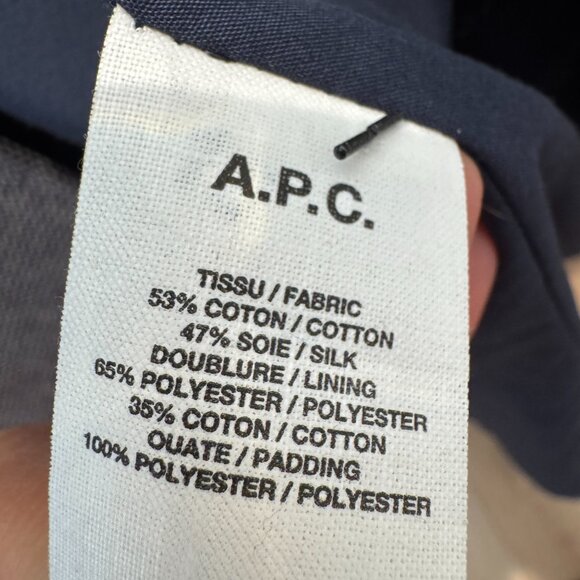 A.P.C.
TISSU / FABRIC
53% COTON / COTTON
47% SOIE / SILK
DOUBLURE / LINING
65% POLYESTER / POLYESTER
35% COTON / COTTON
OUATE / PADDING
100% POLYESTER / POLYESTER